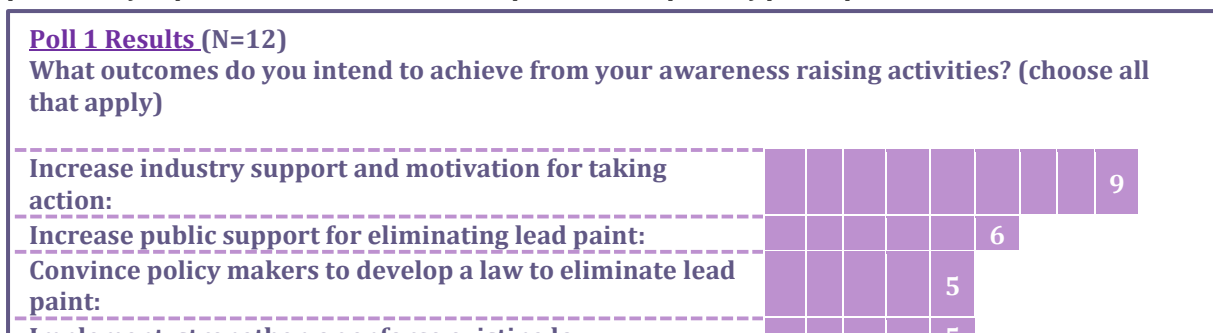 Poll 1 Results (N=12)
What outcomes do you intend to achieve from your awareness raising activities? (choose all
that apply)
Increase industry support and motivation for taking
action:
9
Increase public support for eliminating lead paint:
6
Convince policy makers to develop a law to eliminate lead
paint:
5
5